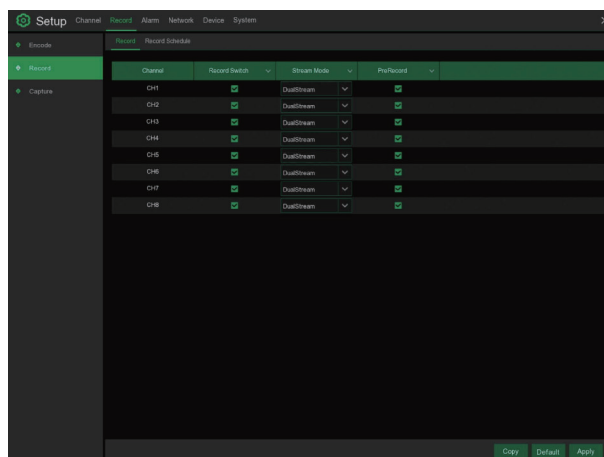 Setup Channel Record Alarm Network Device System
Encode
Record
Capture
Record Record Schedule
Channel Record Switch Stream Mode PreRecord
CH1 DualStream
CH2 DualStream
CH3 DualStream
CH4 DualStream
CH5 DualStream
CH6 DualStream
CH7 DualStream
CH8 DualStream
Copy Default Apply